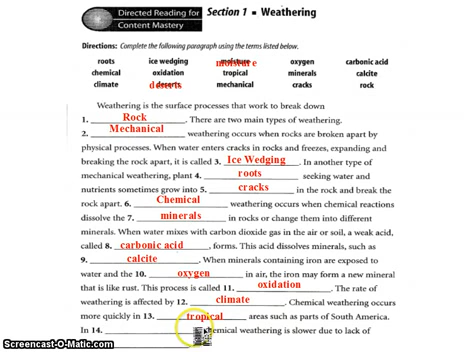 Directed Reading for
Content Mastery
Section 1 ▪ Weathering
Directions: Complete the following paragraph using the terms listed below.
roots ice wedging moisture moisture oxygen carbonic acid
chemical oxidation tropical minerals calcite
climate deserts deserts mechanical cracks rock
Weathering is the surface processes that work to break down
1. Rock. There are two main types of weathering.
2. Mechanical weathering occurs when rocks are broken apart by
physical processes. When water enters cracks in rocks and freezes, expanding and
breaking the rock apart, it is called 3. Ice Wedging. In another type of
mechanical weathering, plant 4. roots seeking water and
nutrients sometimes grow into 5. cracks in the rock and break the
rock apart. 6. Chemical weathering occurs when chemical reactions
dissolve the 7. minerals in rocks or change them into different
minerals. When water mixes with carbon dioxide gas in the air or soil, a weak acid,
called 8. carbonic acid, forms. This acid dissolves minerals, such as
9. calcite. When minerals containing iron are exposed to
water and the 10. oxygen in air, the iron may form a new mineral
that is like rust. This process is called 11. oxidation. The rate of
weathering is affected by 12. climate. Chemical weathering occurs
more quickly in 13. tropical areas such as parts of South America.
In 14. chemical weathering is slower due to lack of
Screencast-O-Matic.com